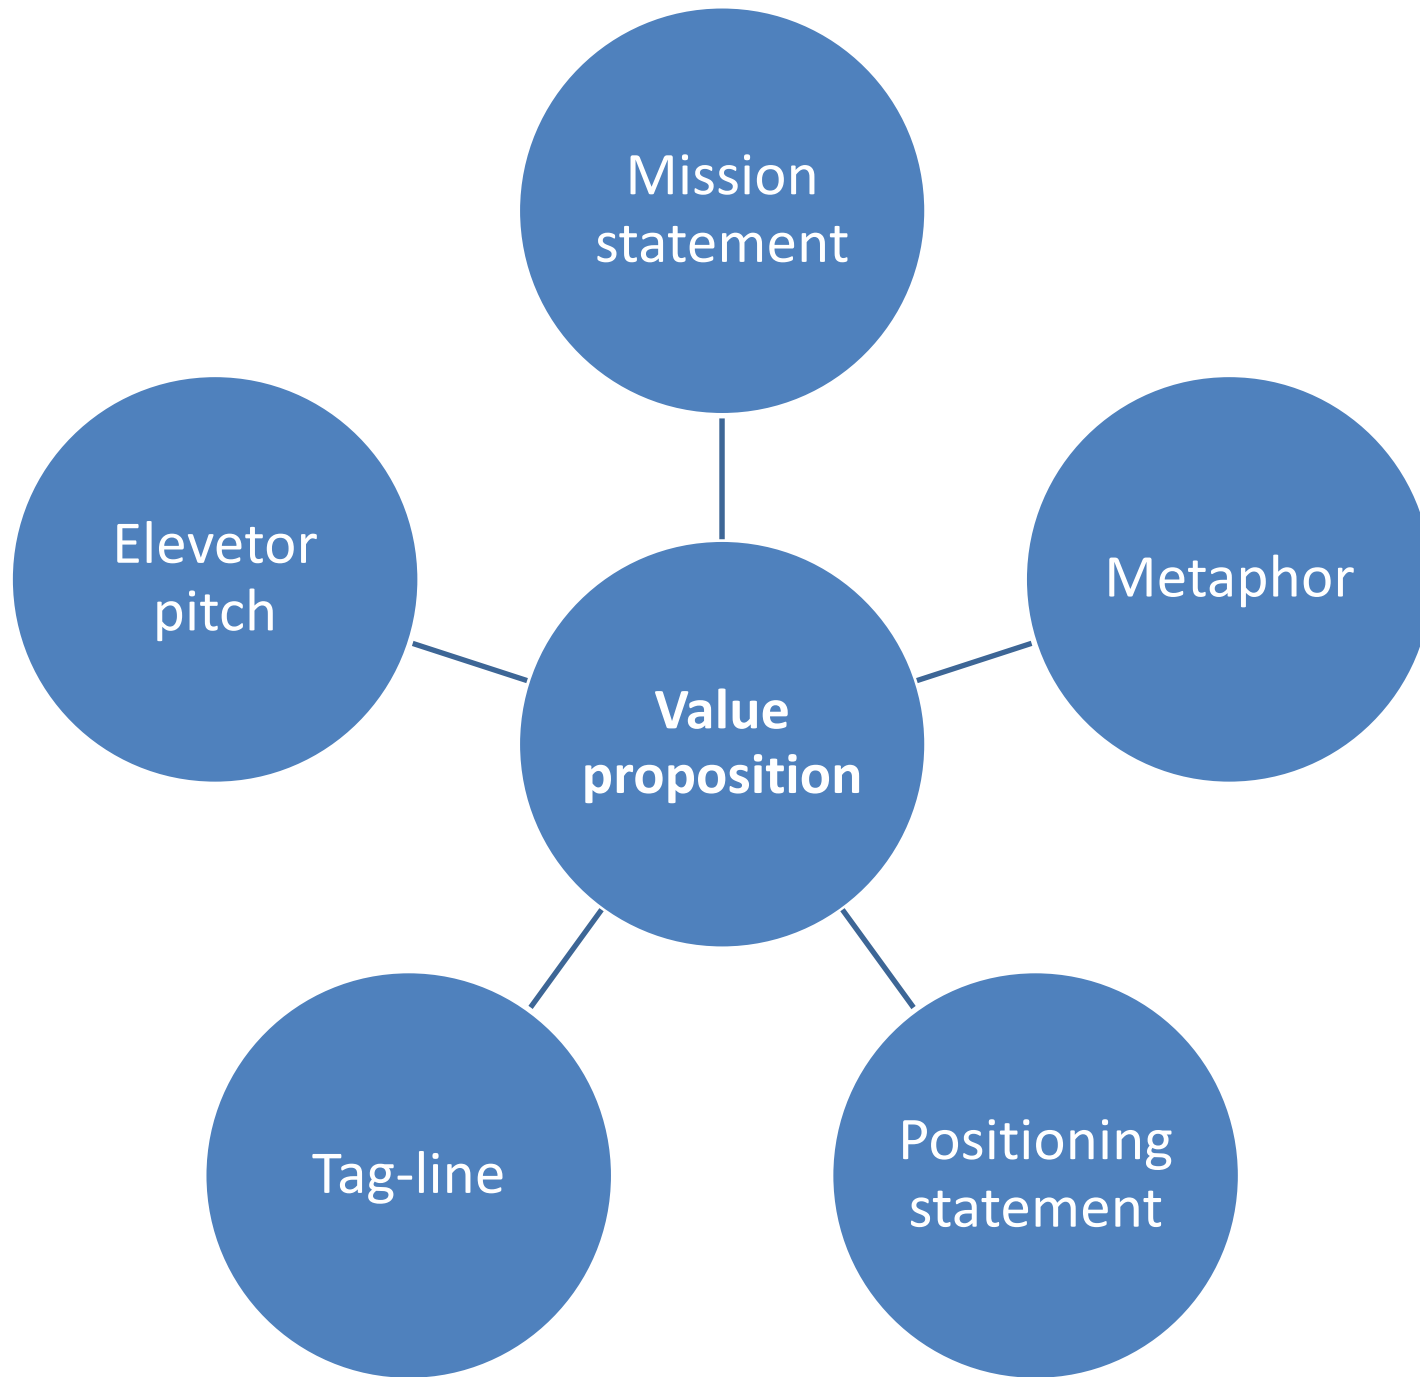 Mission
statement
Elevetor
pitch
Metaphor
Value
proposition
Tag-line
Positioning
statement